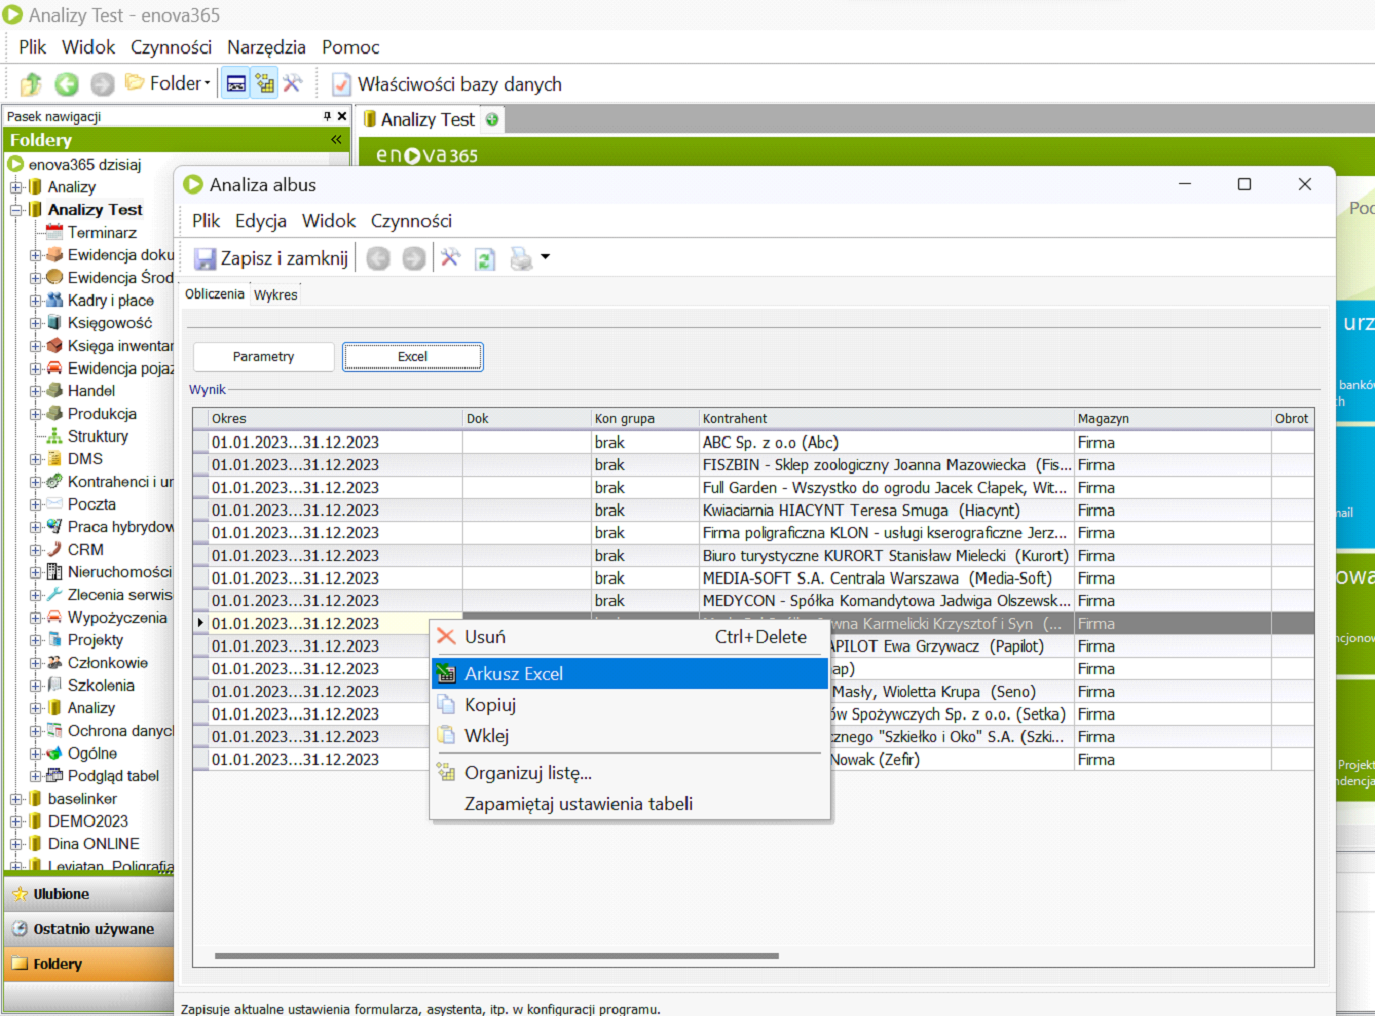 Analizy Test - enova365
Plik Widok Czynności Narzędzia Pomoc
Folder Właściwości bazy danych
Pasek nawigacji
Foldery
enova365 dzisiaj
Analizy
Analizy Test
Terminarz
Ewidencja doku
Ewidencja Środ
Kadry i płace
Księgowość
Księga inwentar
Ewidencja pojaz
Handel
Produkcja
Struktury
DMS
Kontrahenci i ur
Poczta
Praca hybrydow
CRM
Nieruchomości
Zlecenia serwis
Wypożyczenia
Projekty
Członkowie
Szkolenia
Analizy
Ochrona danych
Ogólne
Podgląd tabel
baselinker
DEMO2023
Dina ONLINE
Leviatan Poligrafia
Ulubione
Ostatnio używane
Foldery
Analizy Test
enova365
Analiza albus
Plik Edycja Widok Czynności
Zapisz i zamknij
Obliczenia Wykres
Parametry Excel
Wynik
Okres Dok Kon grupa Kontrahent Magazyn Obrot
01.01.2023...31.12.2023 brak ABC Sp. z o.o (Abc) Firma
01.01.2023...31.12.2023 brak FISZBIN - Sklep zoologiczny Joanna Mazowiecka (Fis... Firma
01.01.2023...31.12.2023 brak Full Garden - Wszystko do ogrodu Jacek Cłapek, Wit... Firma
01.01.2023...31.12.2023 brak Kwiaciarnia HIACYNT Teresa Smuga (Hiacynt) Firma
01.01.2023...31.12.2023 brak Firma poligraficzna KLON - usługi kserograficzne Jerz... Firma
01.01.2023...31.12.2023 brak Biuro turystyczne KURORT Stanisław Mielecki (Kurort) Firma
01.01.2023...31.12.2023 brak MEDIA-SOFT S.A. Centrala Warszawa (Media-Soft) Firma
01.01.2023...31.12.2023 brak MEDYCON - Spółka Komandytowa Jadwiga Olszewsk... Firma
01.01.2023...31.12.2023 Karmelicki Krzysztof i Syn (... Firma
01.01.2023...31.12.2023 APILOT Ewa Grzywacz (Papilot) Firma
01.01.2023...31.12.2023 ap) Firma
01.01.2023...31.12.2023 Masły, Wioletta Krupa (Seno) Firma
01.01.2023...31.12.2023 ów Spożywczych Sp. z o.o. (Setka) Firma
01.01.2023...31.12.2023 cznego "Szkiełko i Oko" S.A. (Szki... Firma
01.01.2023...31.12.2023 Nowak (Zefir) Firma
Usuń Ctrl+Delete
Arkusz Excel
Kopiuj
Wklej
Organizuj listę...
Zapamiętaj ustawienia tabeli
Zapisuje aktualne ustawienia formularza, asystenta, itp. w konfiguracji programu.
Poc
urz
banków
ch
mail
owa
ncjonow
Projekt
dencja